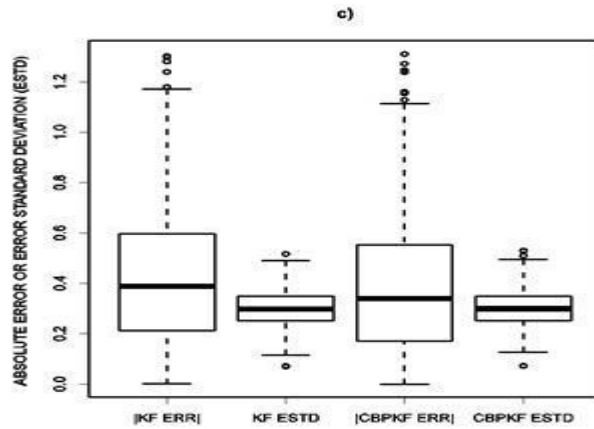 c)
ABSOLUTE ERROR OR ERROR STANDARD DEVIATION (ESTD)
1.2
1.0
0.8
0.6
0.4
0.2
0.0
|KF ERR|
KF ESTD
|CBPKF ERR|
CBPKF ESTD